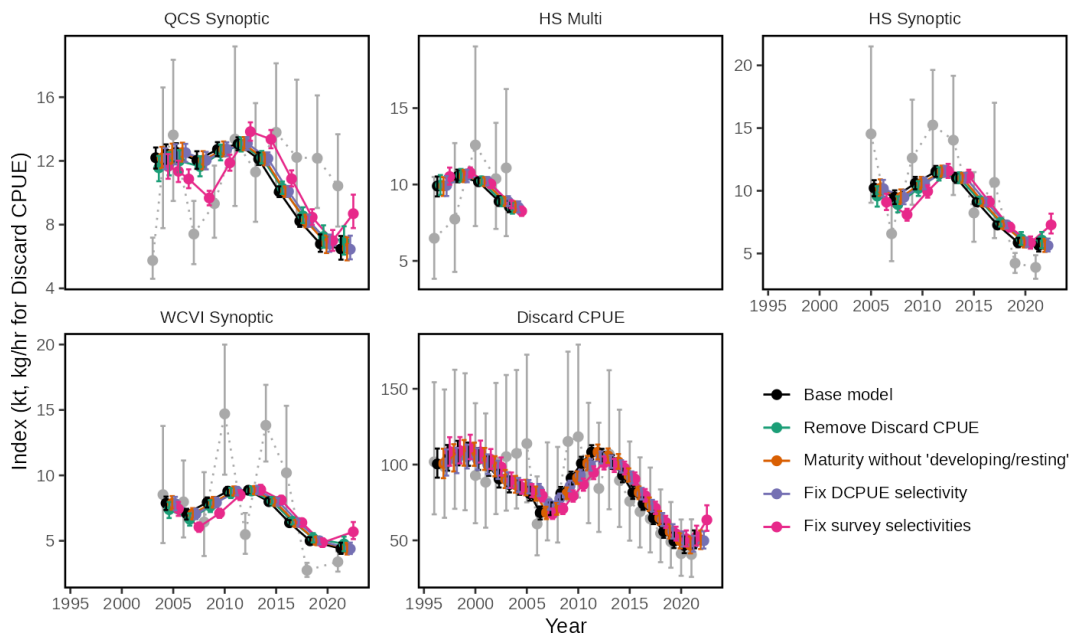 QCS Synoptic
HS Multi
HS Synoptic
16
12
8
4
15
10
5
20
15
10
5
1995 2000 2005 2010 2015 2020
WCVI Synoptic
Discard CPUE
20
15
10
5
150
100
50
1995 2000 2005 2010 2015 2020
1995 2000 2005 2010 2015 2020
Index (kt, kg/hr for Discard CPUE)
Year
Base model
Remove Discard CPUE
Maturity without 'developing/resting'
Fix DCPUE selectivity
Fix survey selectivities